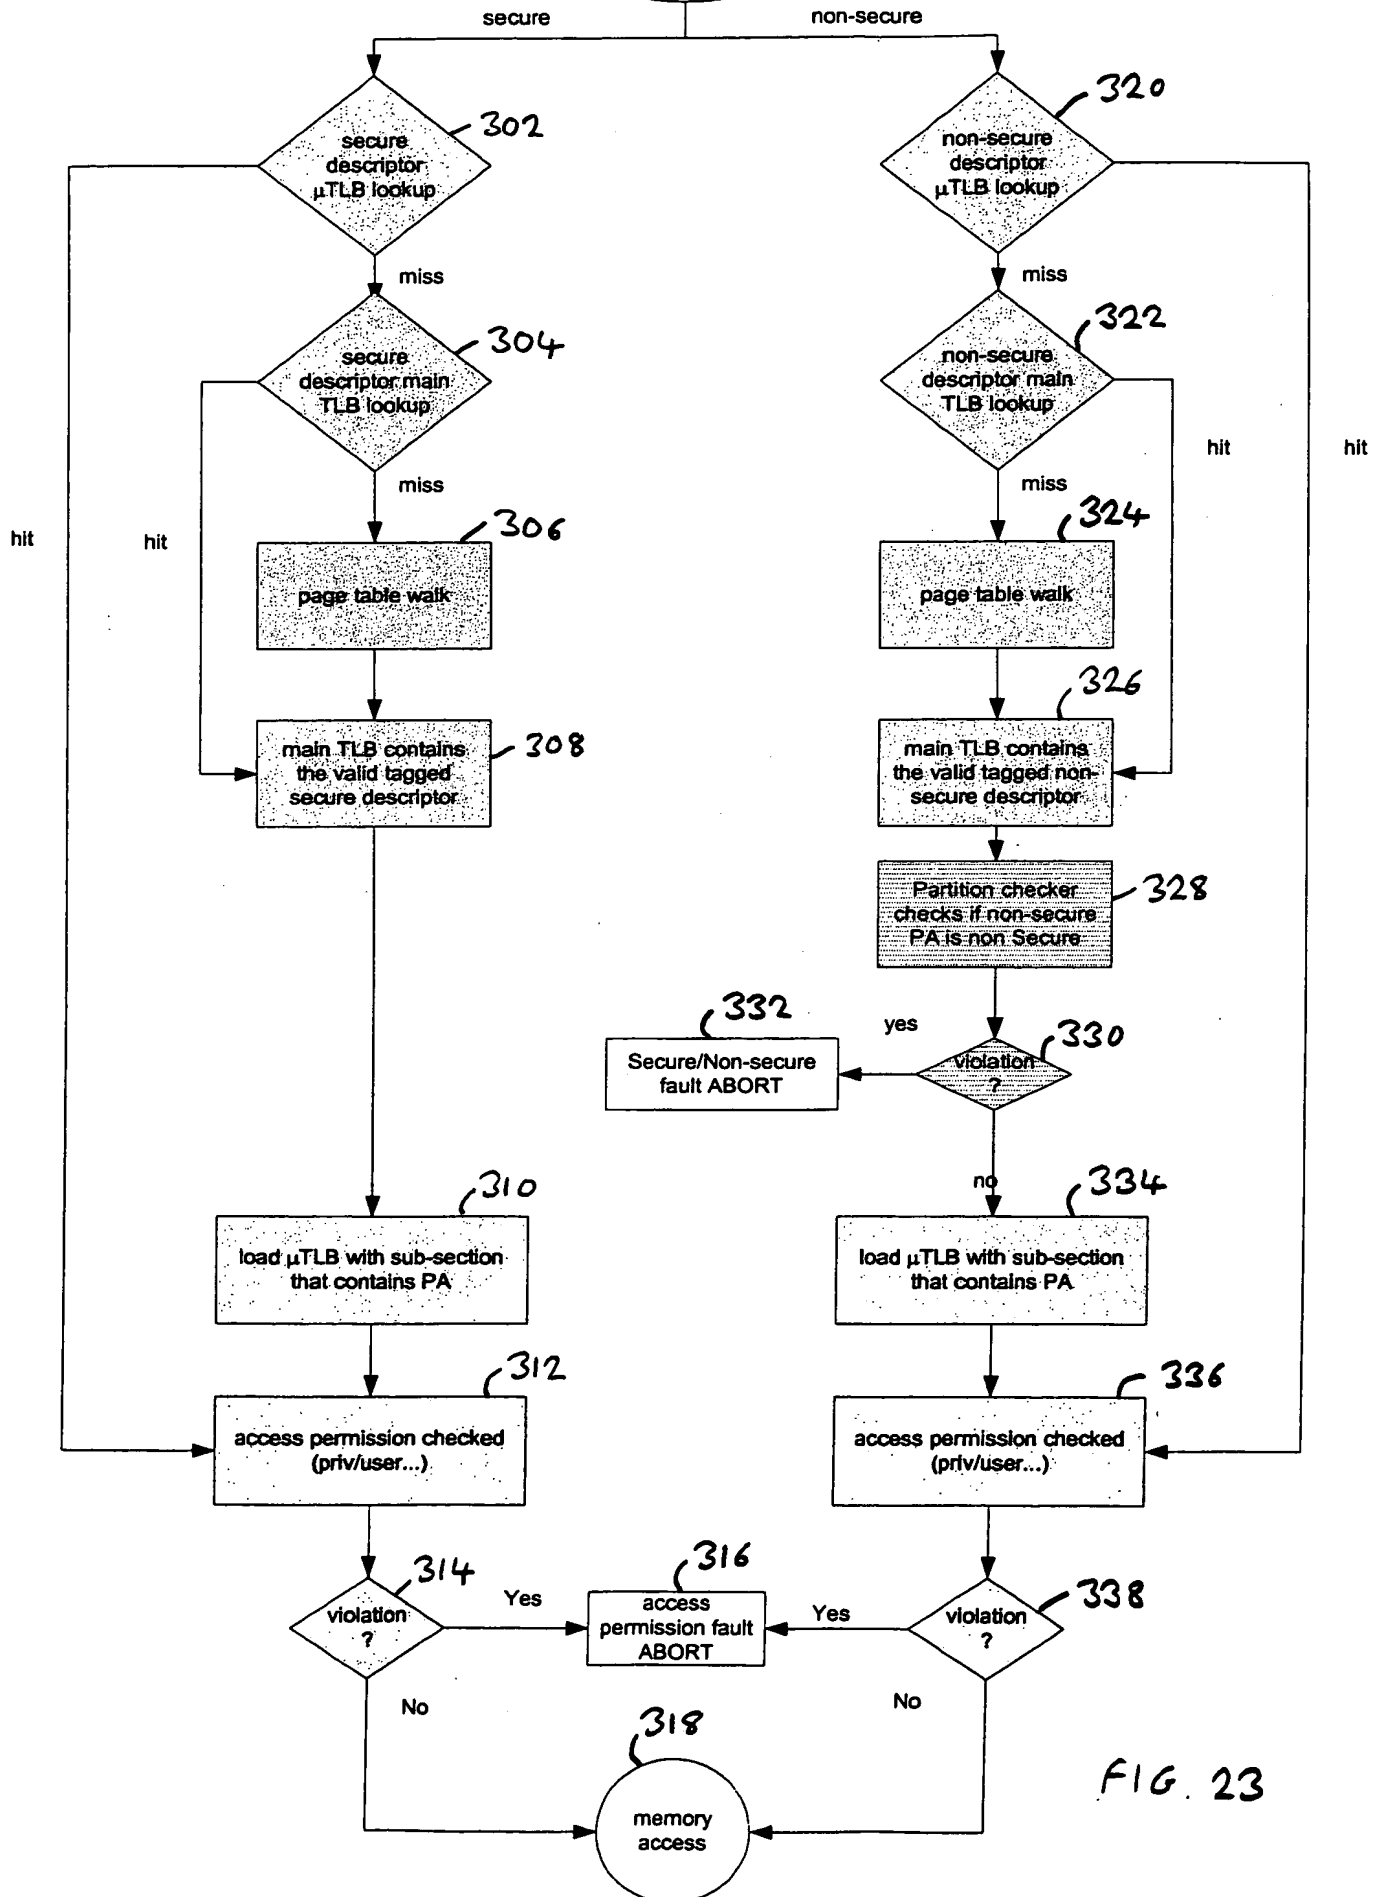 secure
non-secure
302
secure
descriptor
µTLB lookup
320
non-secure
descriptor
µTLB lookup
miss
miss
304
secure
descriptor main
TLB lookup
322
non-secure
descriptor main
TLB lookup
hit
hit
miss
miss
hit
hit
306
page table walk
324
page table walk
308
main TLB contains
the valid tagged
secure descriptor
326
main TLB contains
the valid tagged non-
secure descriptor
328
Partition checker
checks if non-secure
PA is non Secure
332
Secure/Non-secure
fault ABORT
yes
330
violation
?
no
310
load µTLB with sub-section
that contains PA
334
load µTLB with sub-section
that contains PA
312
access permission checked
(priv/user...)
336
access permission checked
(priv/user...)
314
violation
?
Yes
316
access
permission fault
ABORT
Yes
338
violation
?
No
No
318
memory
access
FIG. 23